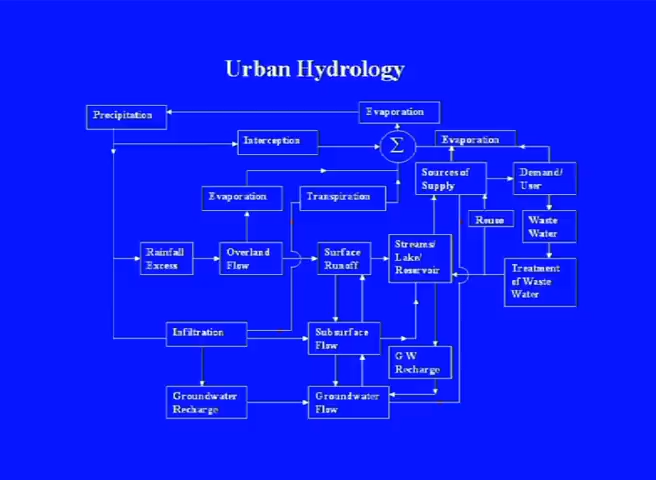 Urban Hydrology
Precipitation
Evaporation
Interception
Σ
Evaporation
Sources of
Supply
Demand/
User
Evaporation
Transpiration
Reuse
Waste
Water
Rainfall
Excess
Overland
Flow
Surface
Runoff
Streams/
Lake/
Reservoir
Treatment
of Waste
Water
Infiltration
Subsurface
Flow
G W
Recharge
Groundwater
Recharge
Groundwater
Flow